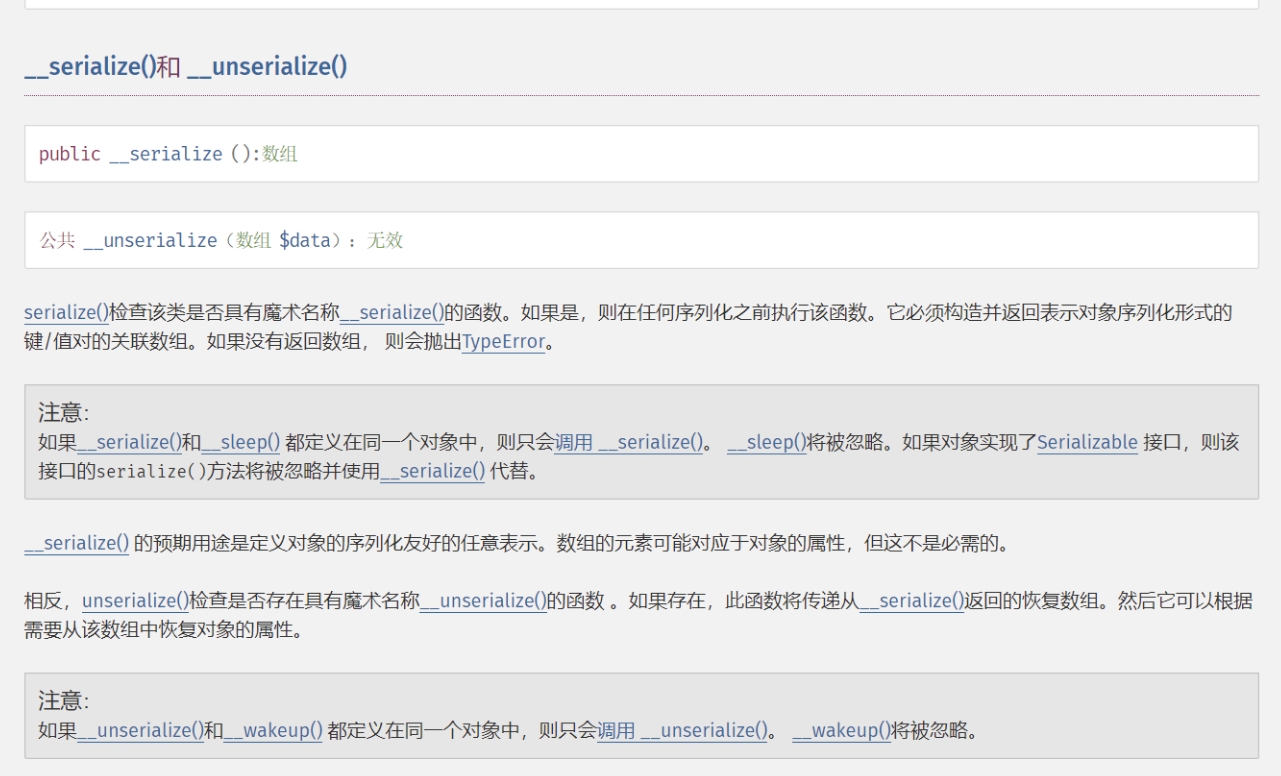 __serialize()和 __unserialize()
public __serialize ():数组
公共 __unserialize（数组 $data）：无效
serialize()检查该类是否具有魔术名称__serialize()的函数。如果是，则在任何序列化之前执行该函数。它必须构造并返回表示对象序列化形式的
键/值对的关联数组。如果没有返回数组， 则会抛出TypeError。
注意:
如果__serialize()和__sleep() 都定义在同一个对象中，则只会调用 __serialize()。 __sleep()将被忽略。如果对象实现了Serializable 接口，则该
接口的serialize()方法将被忽略并使用__serialize() 代替。
__serialize() 的预期用途是定义对象的序列化友好的任意表示。数组的元素可能对应于对象的属性，但这不是必需的。
相反，unserialize()检查是否存在具有魔术名称__unserialize()的函数 。如果存在，此函数将传递从__serialize()返回的恢复数组。然后它可以根据
需要从该数组中恢复对象的属性。
注意:
如果__unserialize()和__wakeup() 都定义在同一个对象中，则只会调用 __unserialize()。 __wakeup()将被忽略。